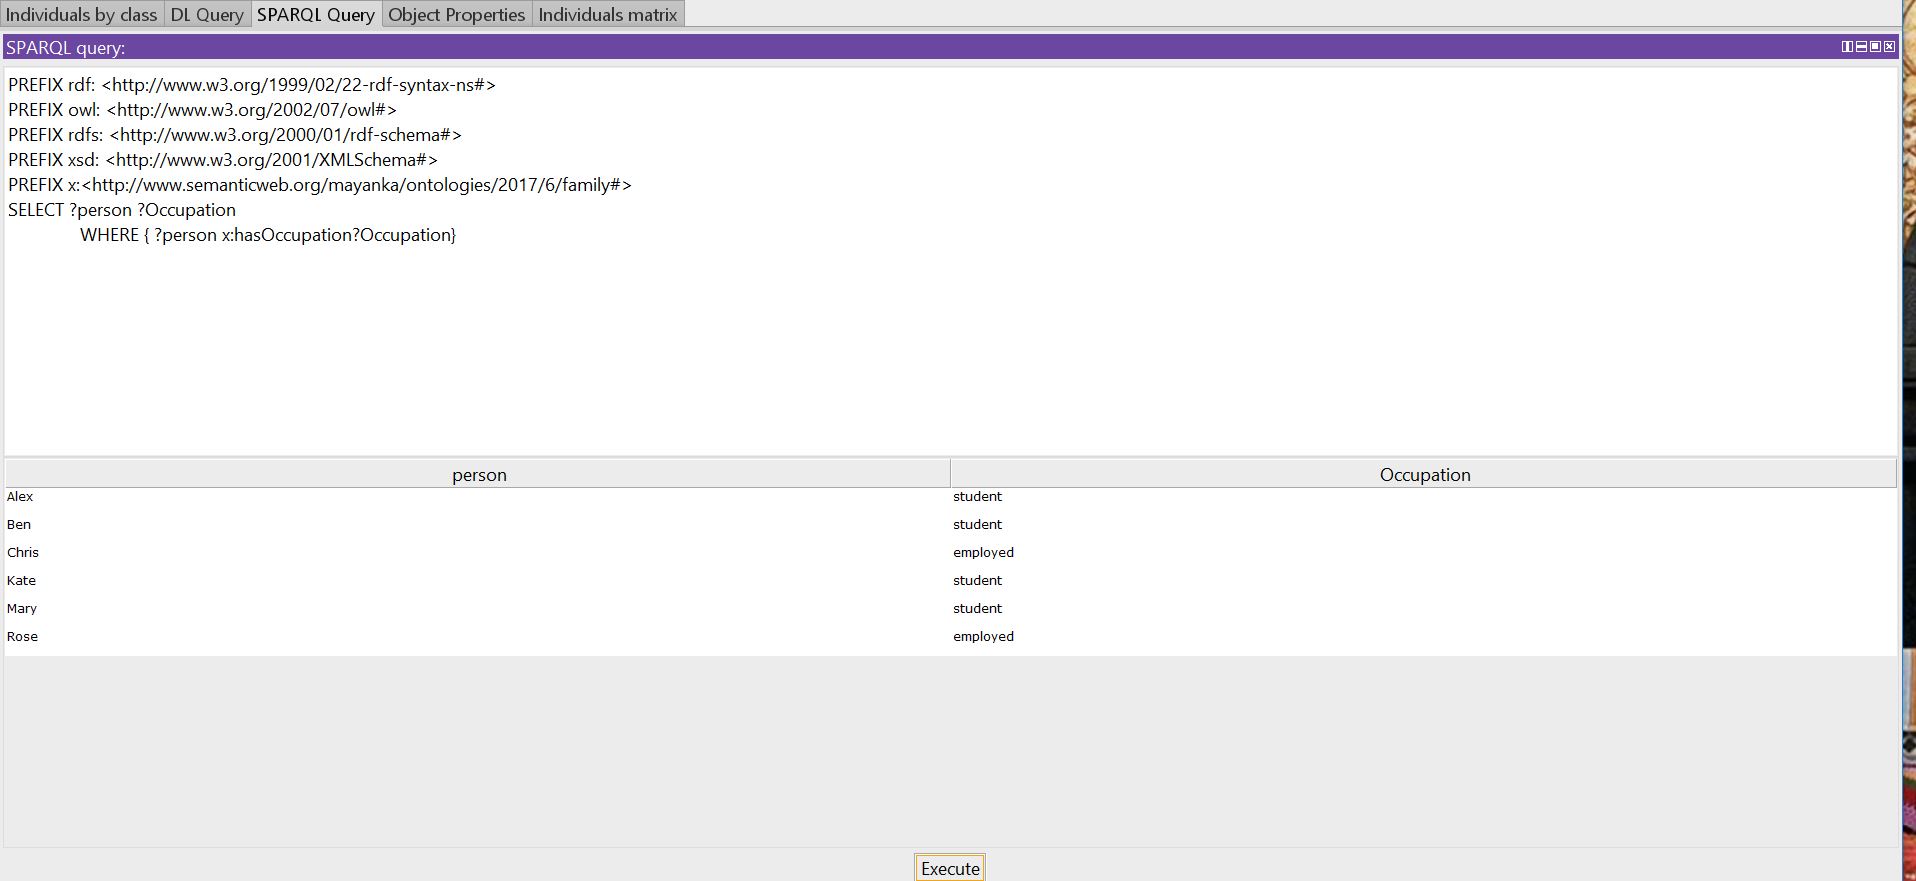 Individuals by class DL Query SPARQL Query Object Properties Individuals matrix
SPARQL query:
PREFIX rdf: <http://www.w3.org/1999/02/22-rdf-syntax-ns#>
PREFIX owl: <http://www.w3.org/2002/07/owl#>
PREFIX rdfs: <http://www.w3.org/2000/01/rdf-schema#>
PREFIX xsd: <http://www.w3.org/2001/XMLSchema#>
PREFIX x:<http://www.semanticweb.org/mayanka/ontologies/2017/6/family#>
SELECT ?person ?Occupation
WHERE { ?person x:hasOccupation?Occupation}
person Occupation
Alex student
Ben student
Chris employed
Kate student
Mary student
Rose employed
Execute